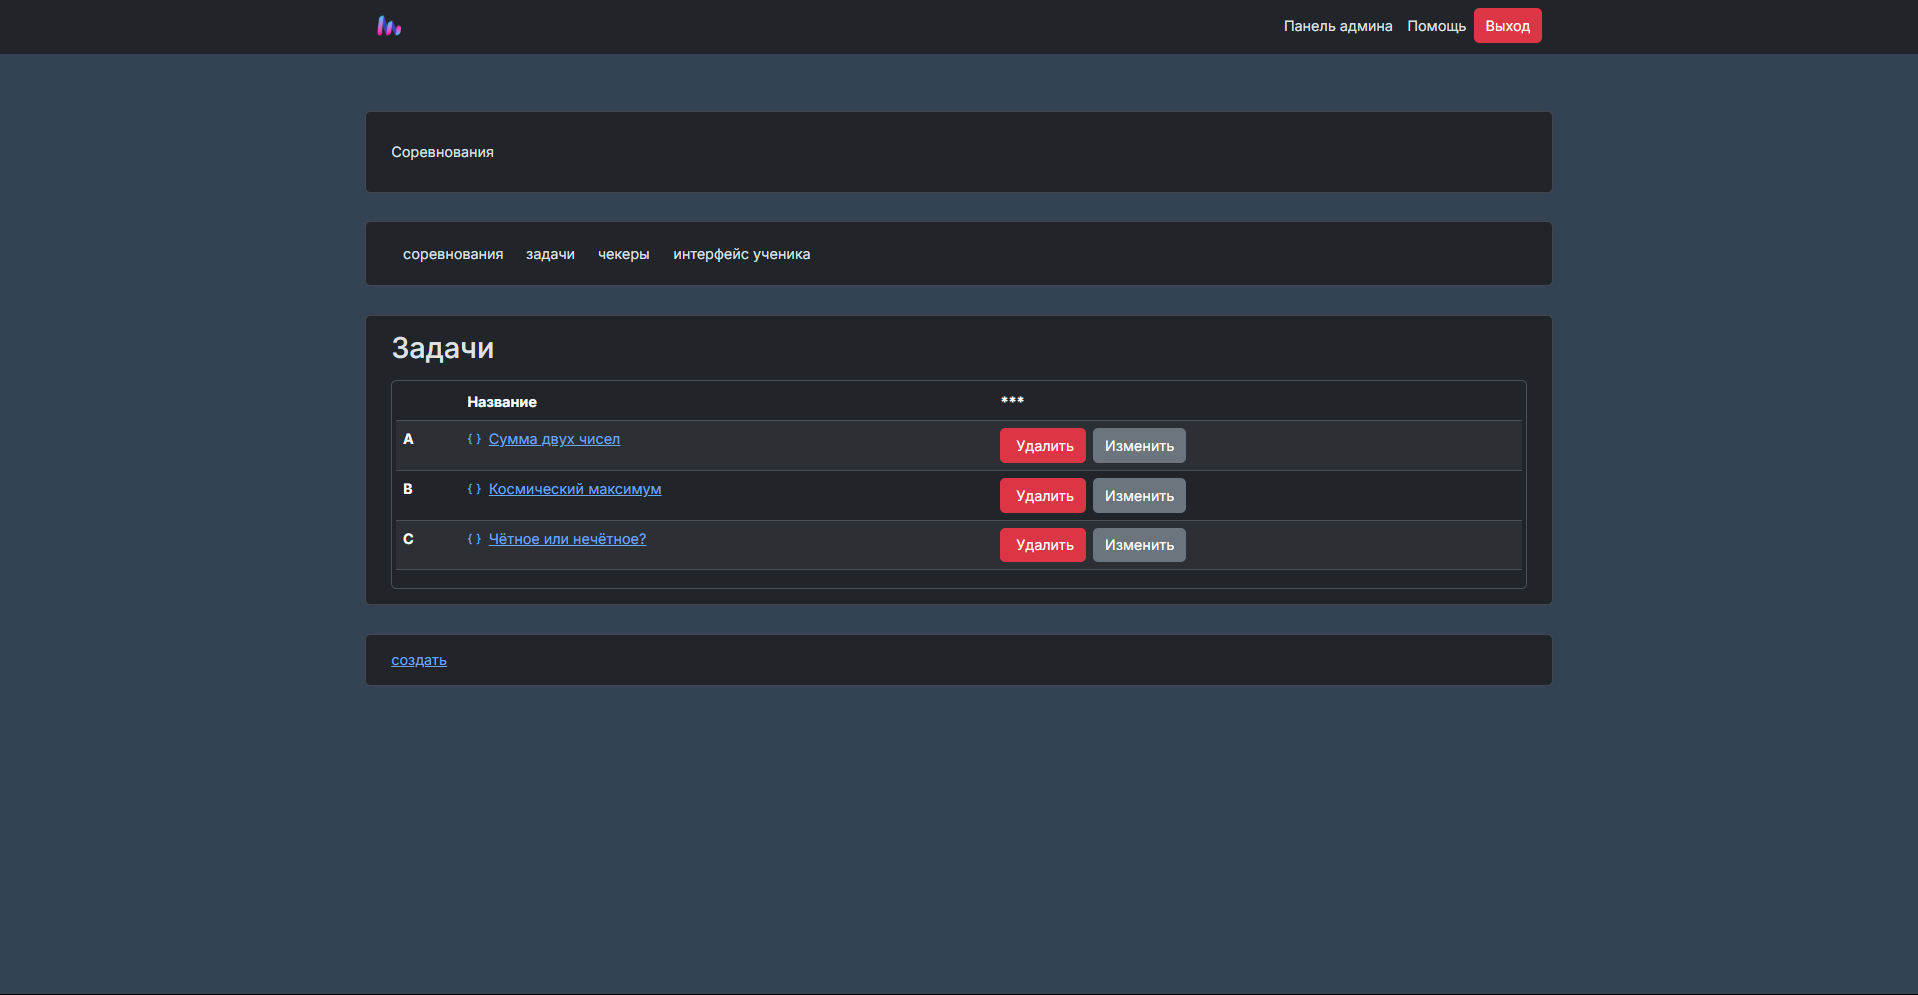 Панель админа Помощь Выход
Соревнования
соревнования задачи чекеры интерфейс ученика
Задачи
Название ***
A {} Сумма двух чисел Удалить Изменить
B {} Космический максимум Удалить Изменить
C {} Чётное или нечётное? Удалить Изменить
создать